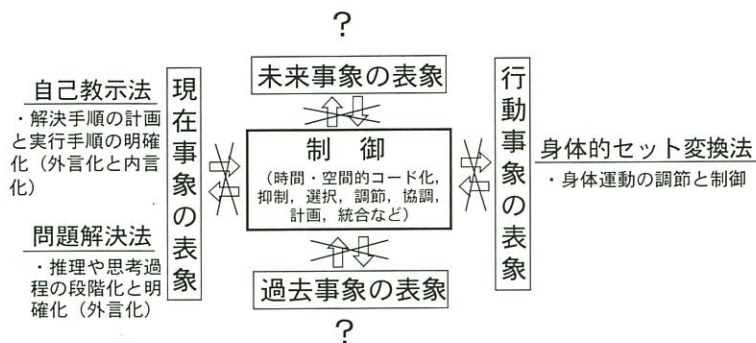 ?
未来事象の表象
自己教示法
・解決手順の計画
と実行手順の明確
化（外言化と内言
化）
問題解決法
・推理や思考過
程の段階化と明
確化（外言化）
現在事象の表象
制 御
（時間・空間的コード化，
抑制，選択，調節，協調，
計画，統合など）
行動事象の表象
身体的セット変換法
・身体運動の調節と制御
過去事象の表象
?